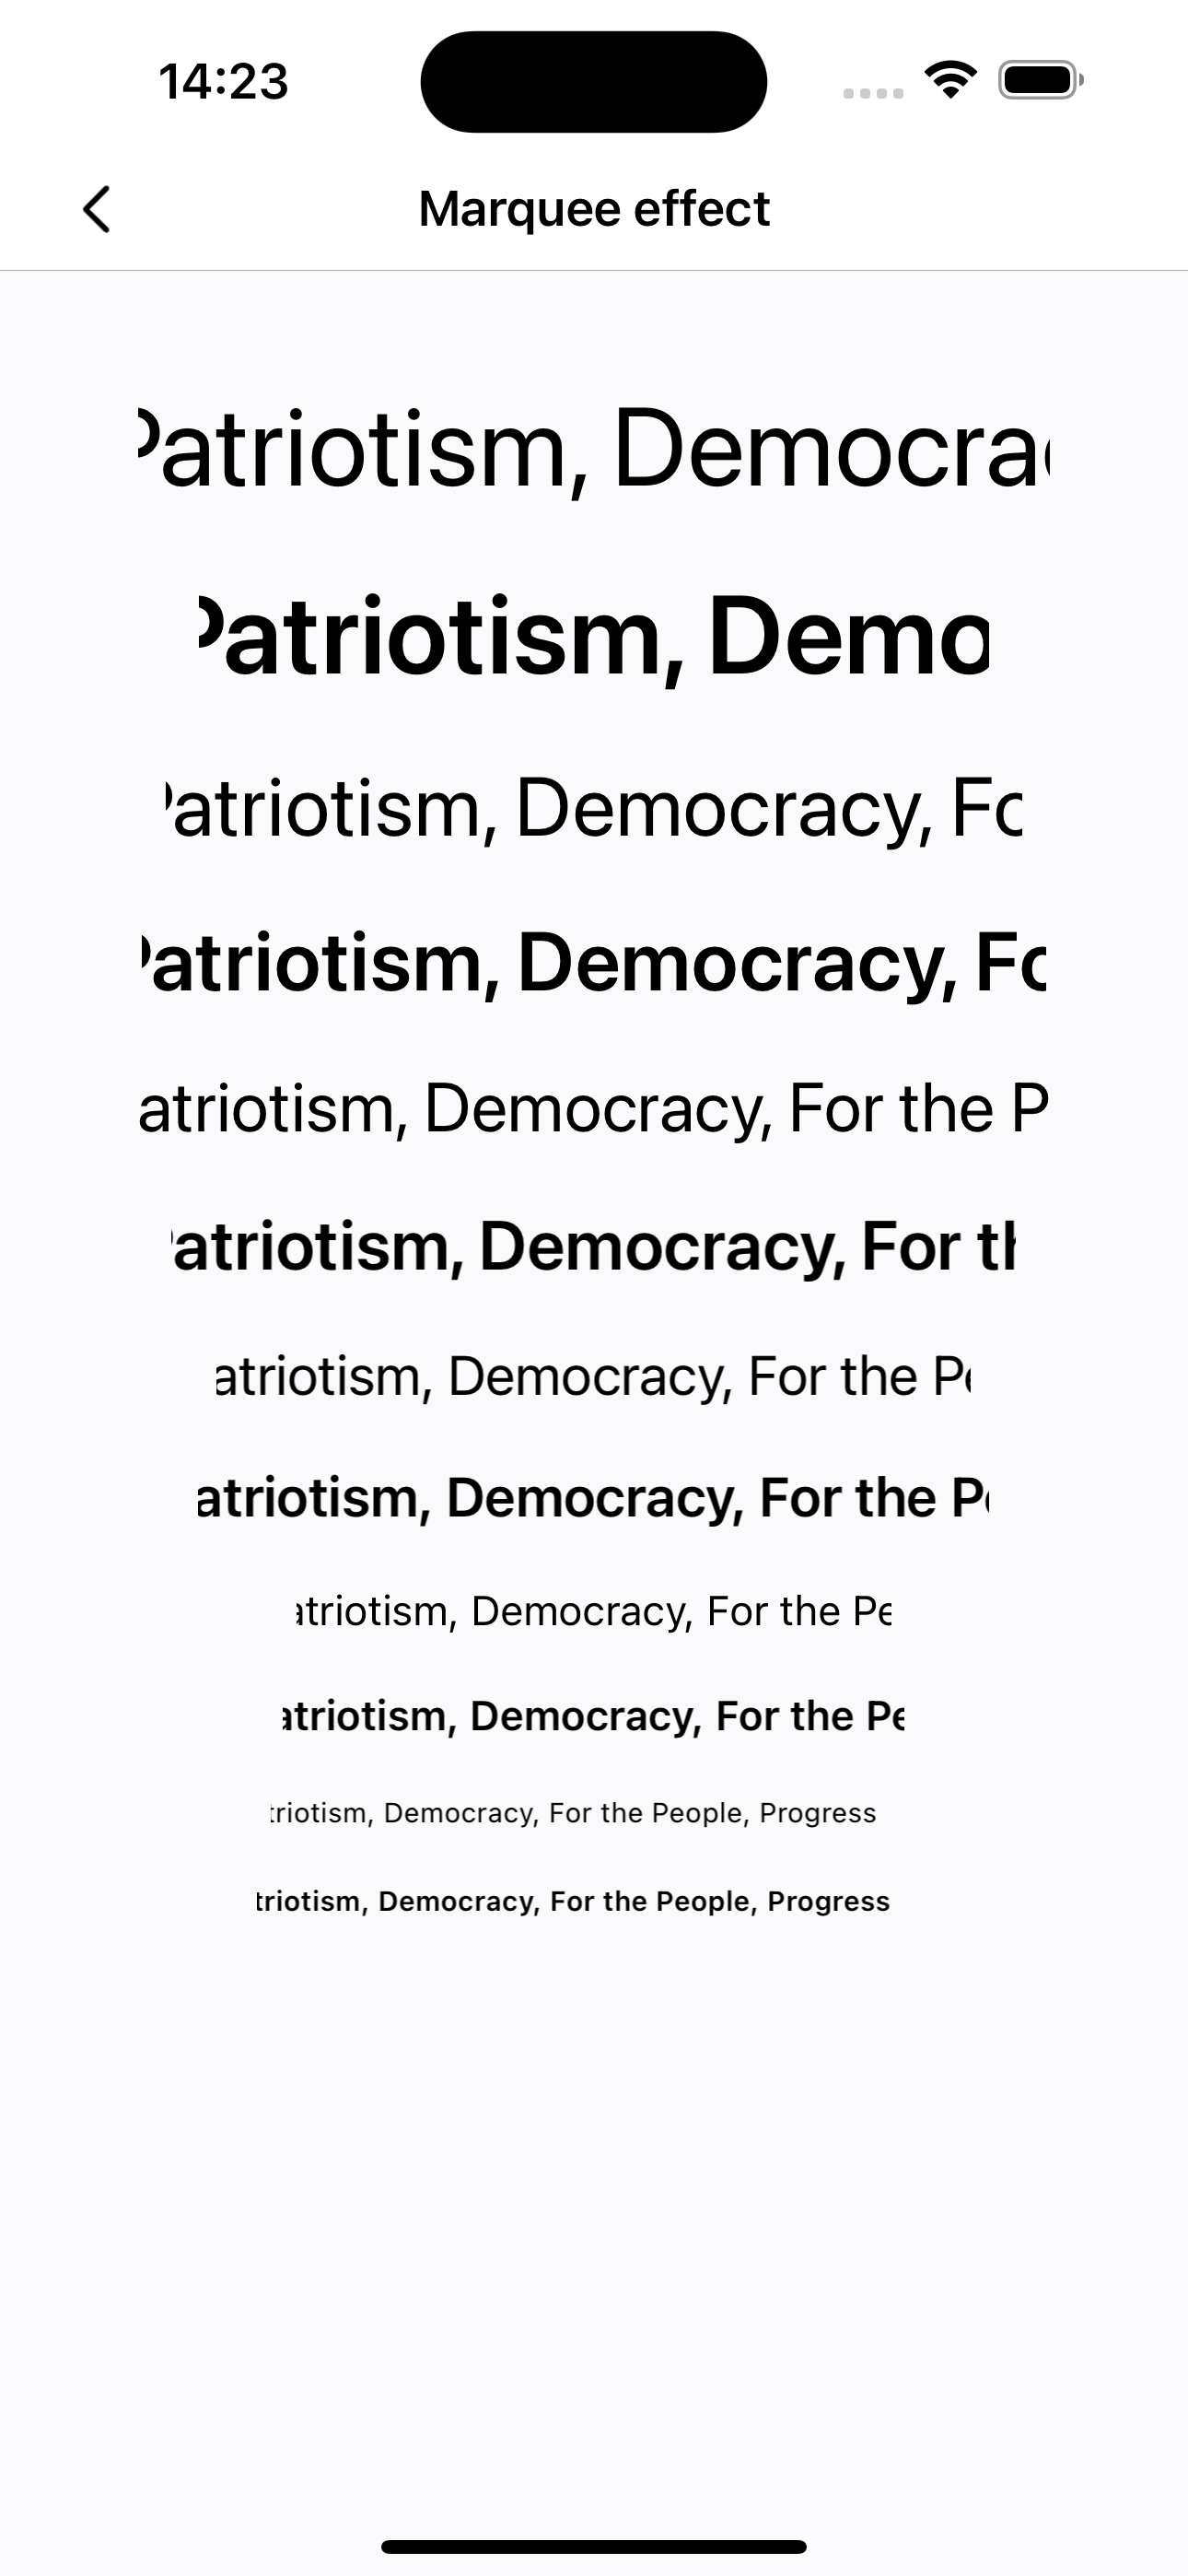 14:23
Marquee effect
Patriotism, Democrac
Patriotism, Demo
Patriotism, Democracy, Fo
Patriotism, Democracy, Fo
atriotism, Democracy, For the P
atriotism, Democracy, For th
atriotism, Democracy, For the Pe
atriotism, Democracy, For the Pe
atriotism, Democracy, For the Pe
atriotism, Democracy, For the Pe
triotism, Democracy, For the People, Progress
triotism, Democracy, For the People, Progress